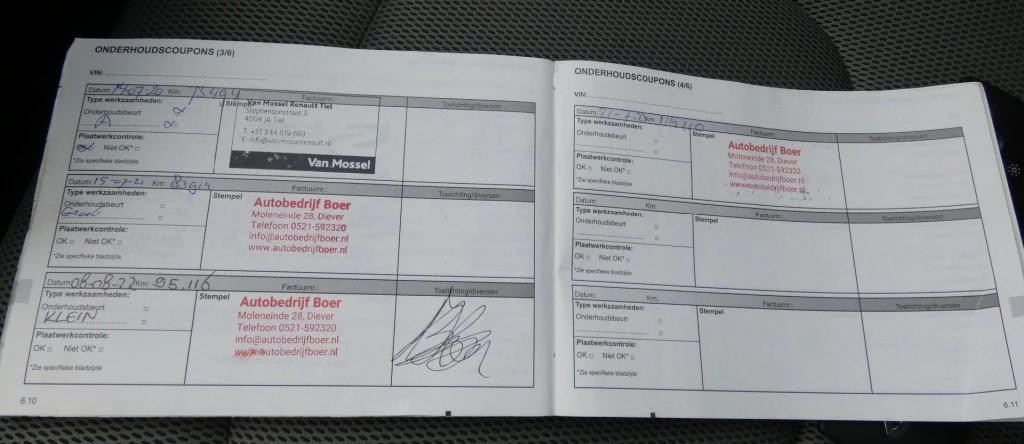 ONDERHOUDSCOUPONS (3/6)
VIN:
Datum: 14-07-20 Km:
Factuurnr.:
Toelichting/diversen
Type werkzaamheden:
Onderhoudsbeurt
A
Plaatwerkcontrole:
OK Niet OK*
*Zie specifieke bladzijde
Stempel
Van Mossel Renault Tiel
Stephensonstraat 3
4004 JA Tiel
T. +31 344 619 663
E. info@vanmosselrenault.nl
Van Mossel
Datum: 15-07-21 Km: 83914
Factuurnr.:
Toelichting/diversen
Type werkzaamheden:
Onderhoudsbeurt
Groot
Plaatwerkcontrole:
OK Niet OK*
*Zie specifieke bladzijde
Stempel
Autobedrijf Boer
Moleneinde 28, Diever
Telefoon 0521-592320
info@autobedrijfboer.nl
www.autobedrijfboer.nl
Datum: 08-08-22 Km: 95.116
Factuurnr.:
Toelichting/diversen
Type werkzaamheden:
Onderhoudsbeurt
KLEIN
Plaatwerkcontrole:
OK Niet OK*
*Zie specifieke bladzijde
Stempel
Autobedrijf Boer
Moleneinde 28, Diever
Telefoon 0521-592320
info@autobedrijfboer.nl
www.autobedrijfboer.nl
6.10
ONDERHOUDSCOUPONS (4/6)
VIN:
Datum: Km:
Factuurnr.:
Toelichting/diversen
Type werkzaamheden:
Onderhoudsbeurt
Plaatwerkcontrole:
OK Niet OK*
*Zie specifieke bladzijde
Stempel
Autobedrijf Boer
Moleneinde 28, Diever
Telefoon 0521-592320
info@autobedrijfboer.nl
www.autobedrijfboer.nl
Datum: Km:
Factuurnr.:
Toelichting/diversen
Type werkzaamheden:
Onderhoudsbeurt
Plaatwerkcontrole:
OK Niet OK*
*Zie specifieke bladzijde
Stempel
Datum: Km:
Factuurnr.:
Toelichting/diversen
Type werkzaamheden:
Onderhoudsbeurt
Plaatwerkcontrole:
OK Niet OK*
*Zie specifieke bladzijde
Stempel
6.11